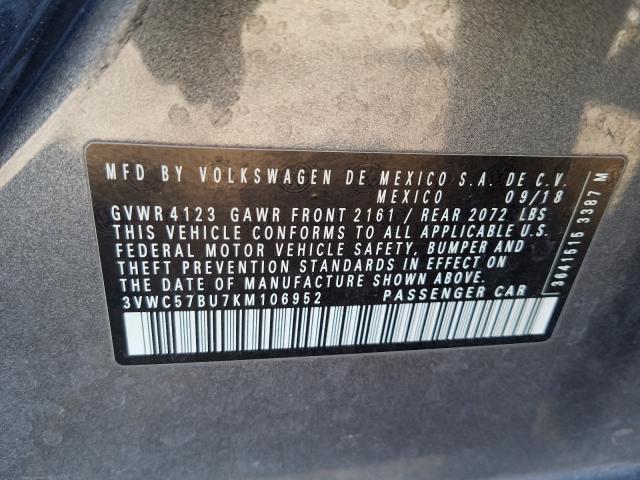 MFD BY VOLKSWAGEN DE MEXICO S.A. DE C.V.
MEXICO 09/18
GVWR 4123 GAWR FRONT 2161 / REAR 2072 LBS
THIS VEHICLE CONFORMS TO ALL APPLICABLE U.S.
FEDERAL MOTOR VEHICLE SAFETY, BUMPER AND
THEFT PREVENTION STANDARDS IN EFFECT ON
THE DATE OF MANUFACTURE SHOWN ABOVE.
3VWC57BU7KM106952 PASSENGER CAR
3041515 3387 M